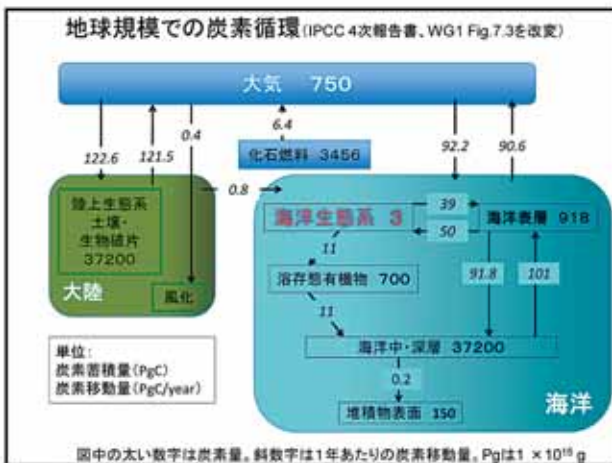 地球規模での炭素循環(IPCC 4次報告書、WG1 Fig.7.3を改変)
大気 750
122.6
121.5
0.4
6.4
92.2
90.6
化石燃料 3456
0.8
陸上生態系
土壌・
生物破片
37200
風化
大陸
海洋生態系 3
39
50
海洋表層 918
11
溶存態有機物 700
11
91.8
101
海洋中・深層 37200
0.2
堆積物表面 150
海洋
単位:
炭素蓄積量(PgC)
炭素移動量(PgC/year)
図中の太い数字は炭素量。斜数字は1年あたりの炭素移動量。Pgは1 ×10¹⁵ g